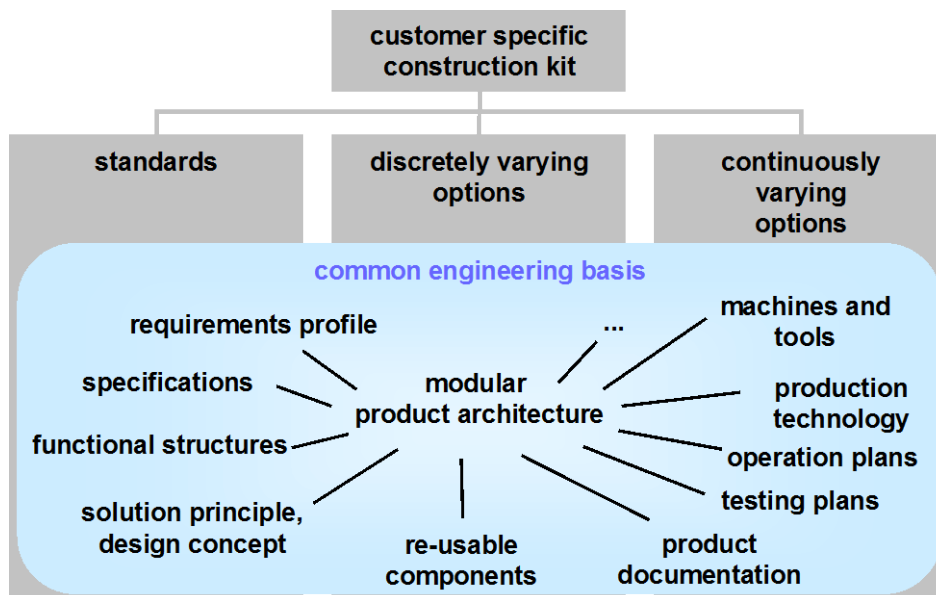 customer specific
construction kit
standards
discretely varying
options
continuously
varying
options
common engineering basis
requirements profile
...
machines and
tools
specifications
modular
product architecture
production
technology
functional structures
operation plans
testing plans
solution principle,
design concept
re-usable
components
product
documentation